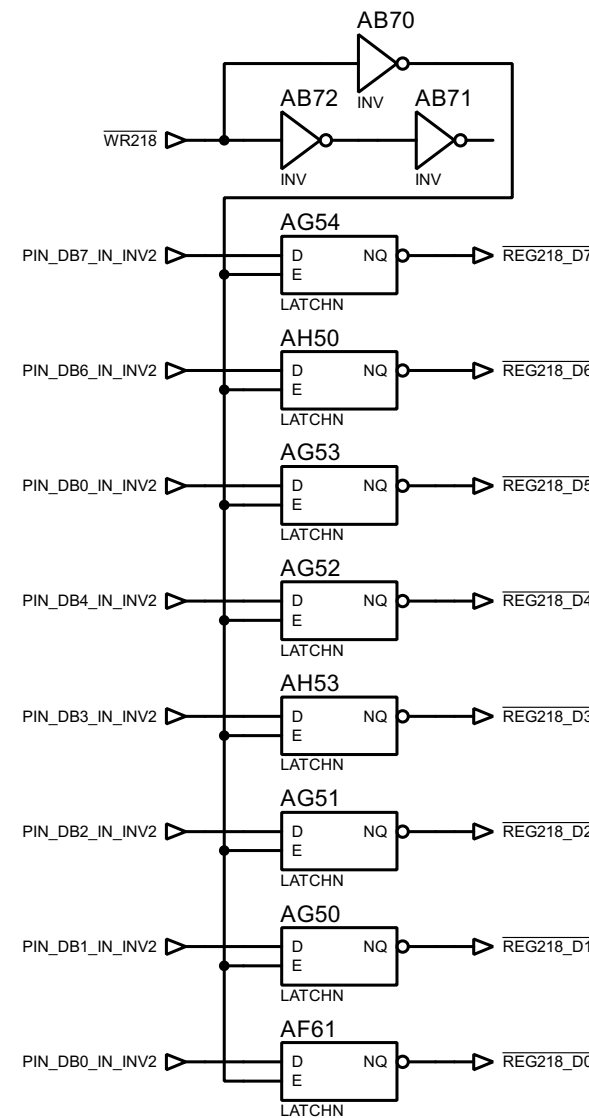 AB70
INV
AB72
AB71
WR218
INV
INV
AG54
PIN_DB7_IN_INV2
D
NQ
REG218_D7
E
LATCHN
AH50
PIN_DB6_IN_INV2
D
NQ
REG218_D6
E
LATCHN
AG53
PIN_DB0_IN_INV2
D
NQ
REG218_D5
E
LATCHN
AG52
PIN_DB4_IN_INV2
D
NQ
REG218_D4
E
LATCHN
AH53
PIN_DB3_IN_INV2
D
NQ
REG218_D3
E
LATCHN
AG51
PIN_DB2_IN_INV2
D
NQ
REG218_D2
E
LATCHN
AG50
PIN_DB1_IN_INV2
D
NQ
REG218_D1
E
LATCHN
AF61
PIN_DB0_IN_INV2
D
NQ
REG218_D0
E
LATCHN